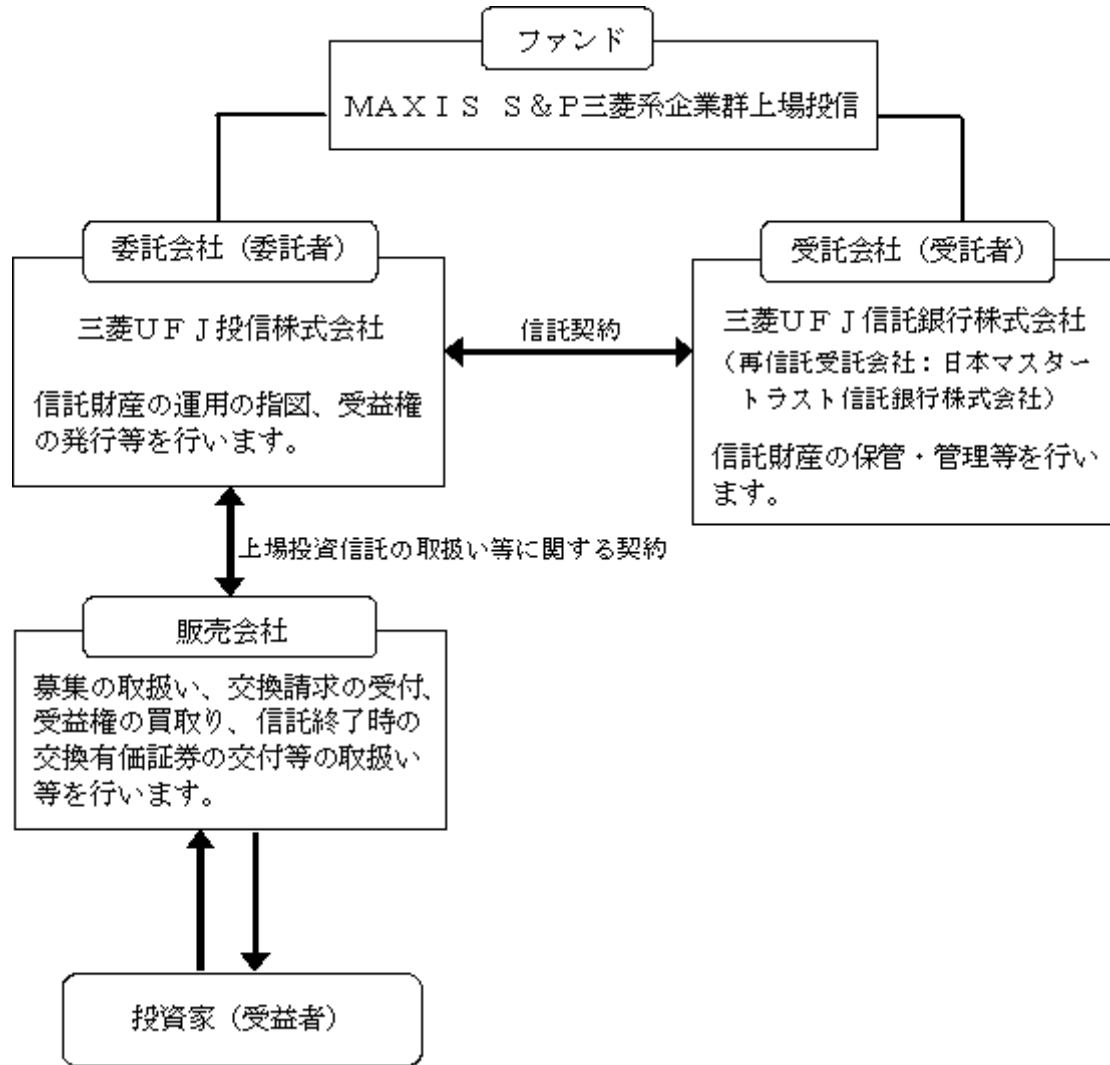 ファンド
ＭＡＸＩＳ Ｓ＆Ｐ三菱系企業群上場投信
委託会社（委託者）
三菱ＵＦＪ投信株式会社
信託財産の運用の指図、受益権
の発行等を行います。
信託契約
受託会社（受託者）
三菱ＵＦＪ信託銀行株式会社
（再信託受託会社：日本マスター
トラスト信託銀行株式会社）
信託財産の保管・管理等を行い
ます。
上場投資信託の取扱い等に関する契約
販売会社
募集の取扱い、交換請求の受付、
受益権の買取り、信託終了時の
交換有価証券の交付等の取扱い
等を行います。
投資家（受益者）